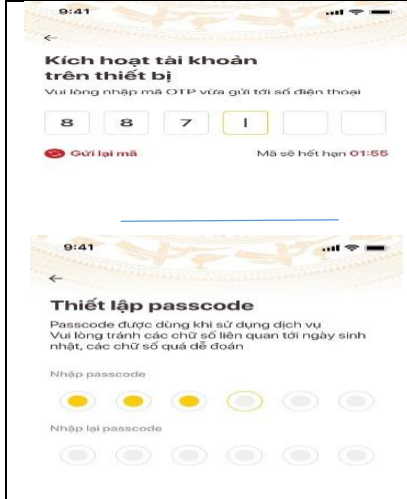 9:41
Kích hoạt tài khoản
trên thiết bị
Vui lòng nhập mã OTP vừa gửi tới số điện thoại
8 8 7
Gửi lại mã Mã sẽ hết hạn 01:55
9:41
Thiết lập passcode
Passcode được dùng khi sử dụng dịch vụ
Vui lòng tránh các chữ số liên quan tới ngày sinh
nhật, các chữ số quá dễ đoán
Nhập passcode
Nhập lại passcode